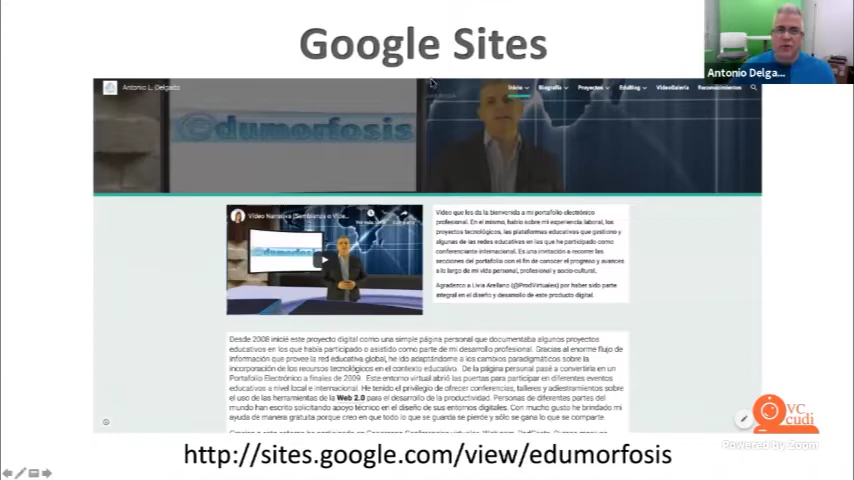 Google Sites
Antonio Delga...
Antonio L. Delgado
Inicio
Biografía
Proyectos
EduBlog
VideoGalería
Reconocimientos
@dumorfosis
Vídeo Narrativa (Semblanza o Víde...
Vídeo que les da la bienvenida a mi portafolio electrónico
profesional. En el mismo, hablo sobre mi experiencia laboral, los
proyectos tecnológicos, las plataformas educativas que gestiono y
algunas de las redes educativas en los que he participado como
conferenciante internacional. Es una invitación a recorrer las
secciones del portafolio con el fin de conocer el progreso y avances
a lo largo de mi vida personal, profesional y socio-cultural.
Agradezco a Livia Arellano (@ProdVirtuales) por haber sido parte
integral en el diseño y desarrollo de este producto digital.
Desde 2008 inicié este proyecto digital como una simple página personal que documentaba algunos proyectos
educativos en los que había participado o asistido como parte de mi desarrollo profesional. Gracias al enorme flujo de
información que provee la red educativa global, he ido adaptándome a los cambios paradigmáticos sobre la
incorporación de los recursos tecnológicos en el contexto educativo. De la página personal pasé a convertirla en un
Portafolio Electrónico a finales de 2009. Este entorno virtual abrió las puertas para participar en diferentes eventos
educativos a nivel local e internacional. He tenido el privilegio de ofrecer conferencias, talleres y adiestramientos sobre
el uso de las herramientas de la Web 2.0 para el desarrollo de la productividad. Personas de diferentes partes del
mundo han escrito solicitando apoyo técnico en el diseño de sus entornos digitales. Con mucho gusto he brindado mi
ayuda de manera gratuita porque creo en que todo lo que se guarda se pierde y sólo se gana lo que se comparte.
VC
cudi
Powered by Zoom
http://sites.google.com/view/edumorfosis